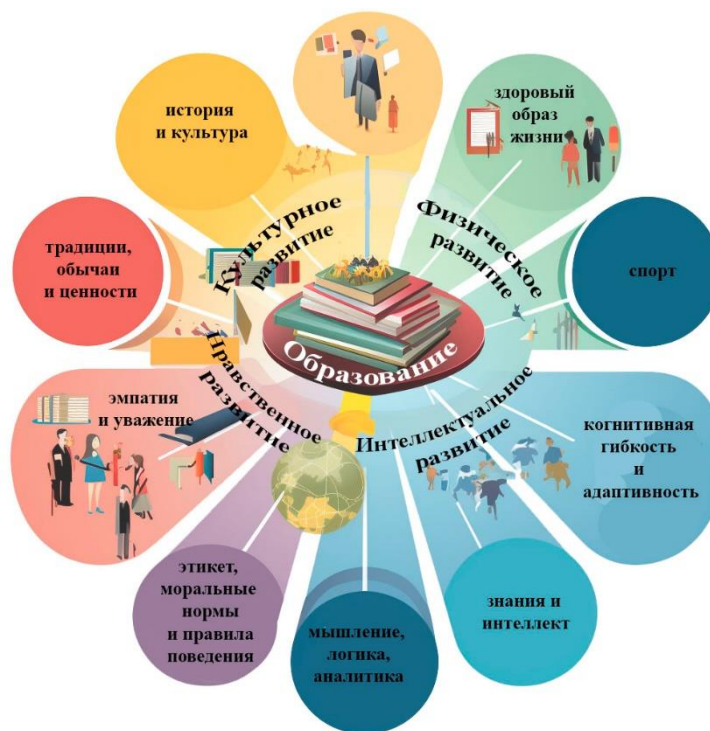 история
и культура
здоровый
образ
жизни
традиции,
обычаи
и ценности
Культурное
развитие
Физическое
развитие
спорт
Образование
эмпатия
и уважение
Нравственное
развитие
Интеллектуальное
развитие
когнитивная
гибкость
и
адаптивность
этикет,
моральные
нормы
и правила
поведения
мышление,
логика,
аналитика
знания и
интеллект